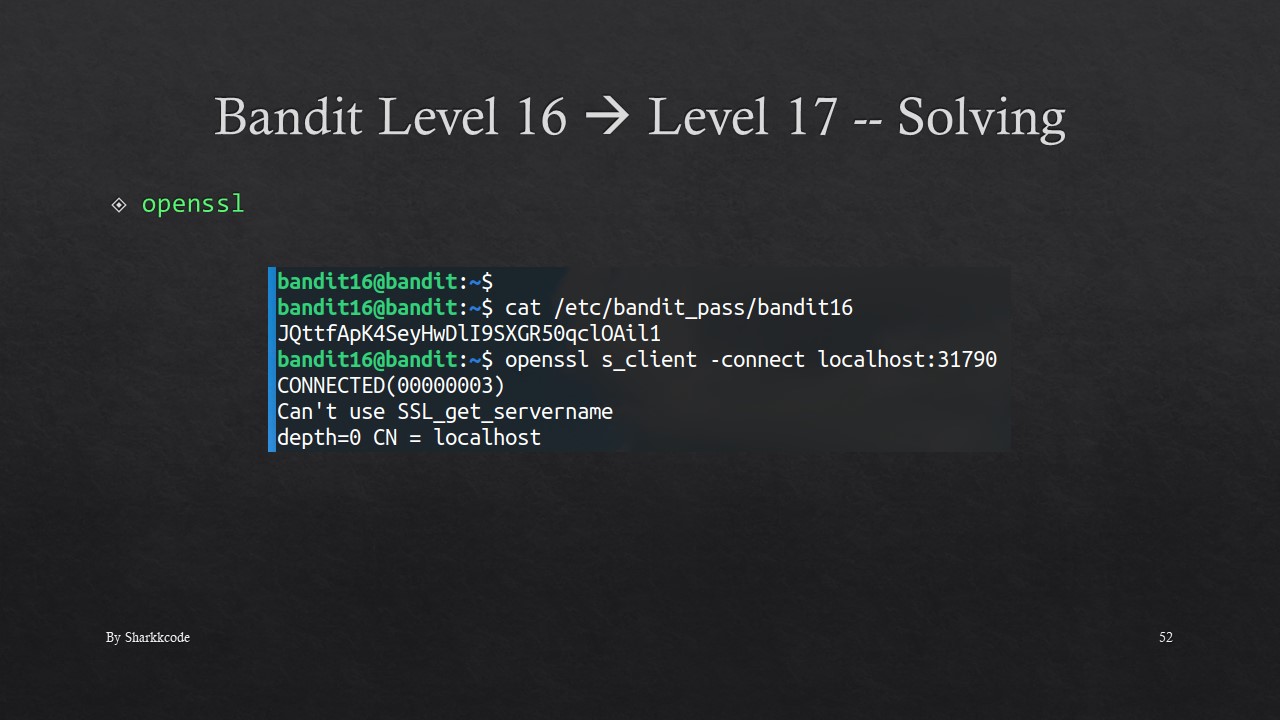 Bandit Level 16 → Level 17 -- Solving
openssl
bandit16@bandit:~$
bandit16@bandit:~$ cat /etc/bandit_pass/bandit16
JQttfApK4SeyHwDlI9SXGR50qclOAil1
bandit16@bandit:~$ openssl s_client -connect localhost:31790
CONNECTED(00000003)
Can't use SSL_get_servername
depth=0 CN = localhost
By Sharkkcode
52